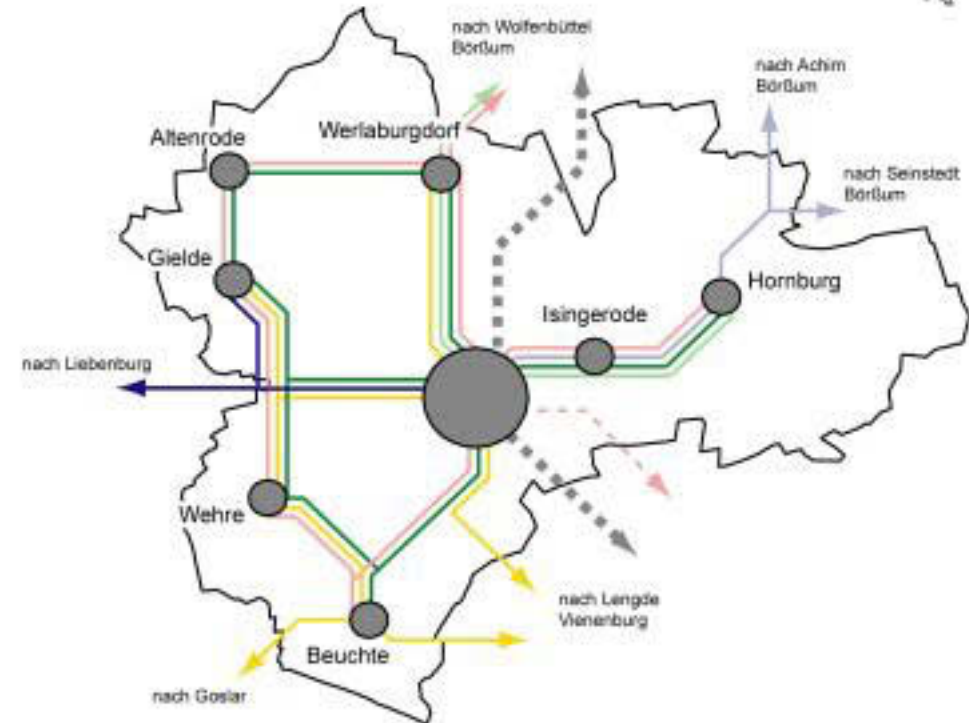 nach Wolfenbüttel
Börßum
nach Achim
Börßum
Altenrode
Werlaburgdorf
nach Seinstedt
Börßum
Gielde
Hornburg
Isingerode
nach Liebenburg
Wehre
nach Lengde
Vienenburg
Beuchte
nach Goslar